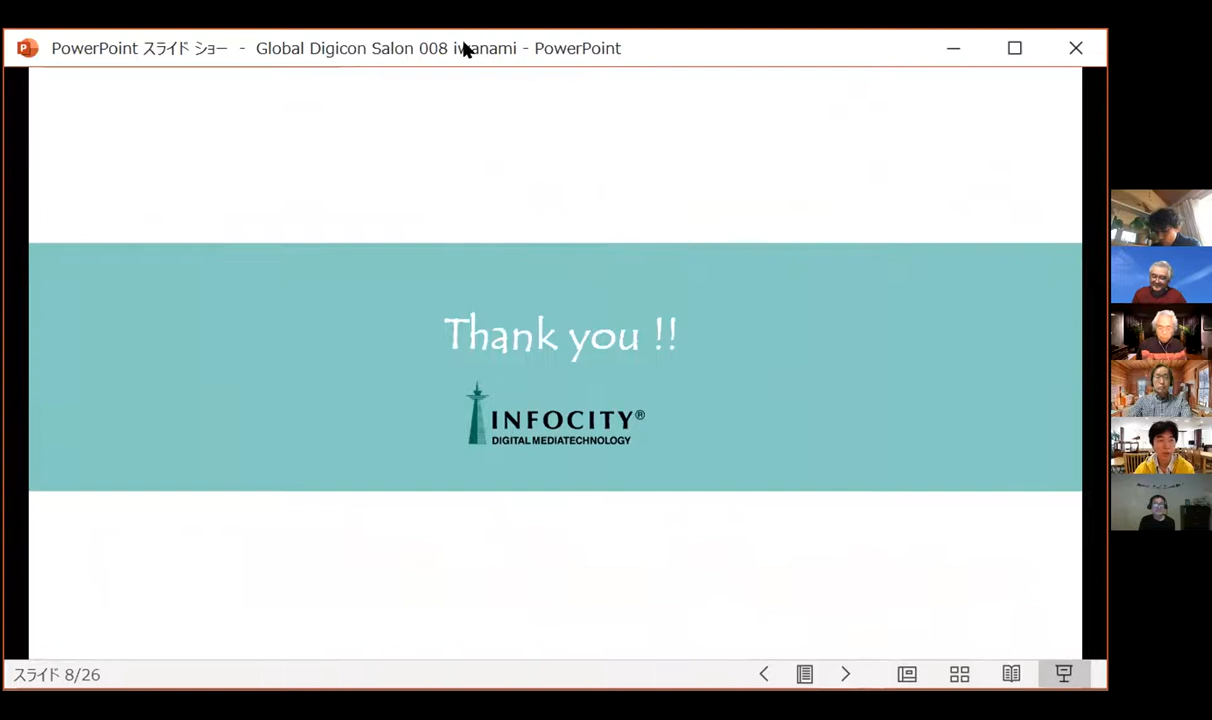 PowerPoint スライド ショー - Global Digicon Salon 008 iwanami - PowerPoint
Thank you !!
INFOCITY®
DIGITAL MEDIATECHNOLOGY
スライド 8/26